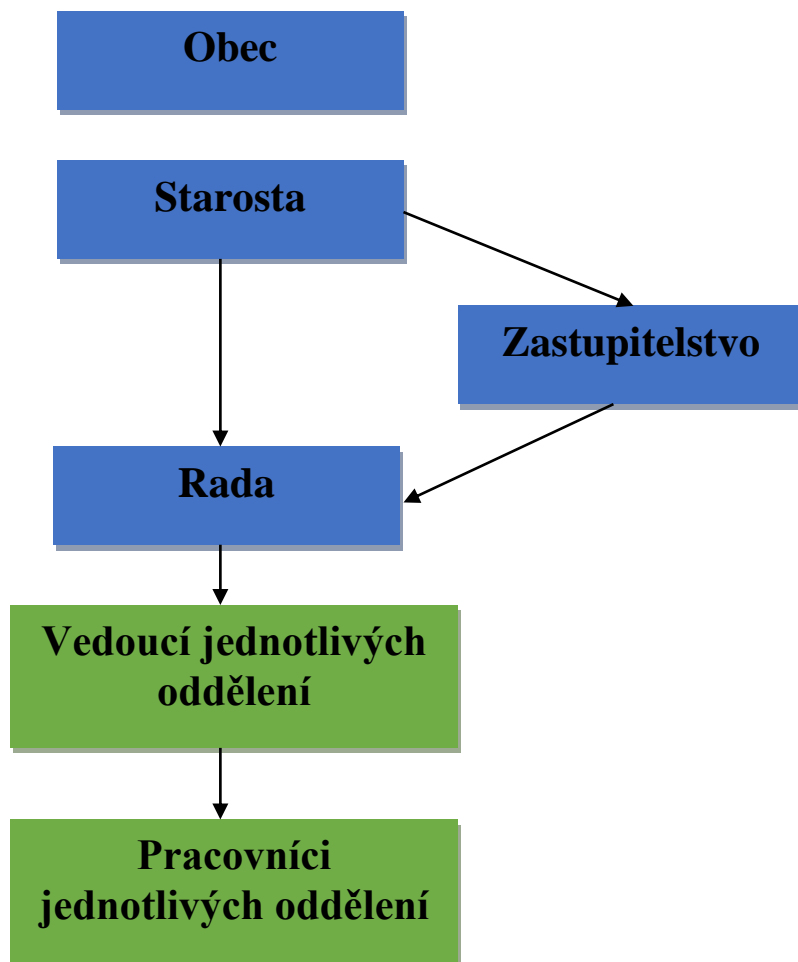 Obec
Starosta
Zastupitelstvo
Rada
Vedoucí jednotlivých
oddělení
Pracovníci
jednotlivých oddělení